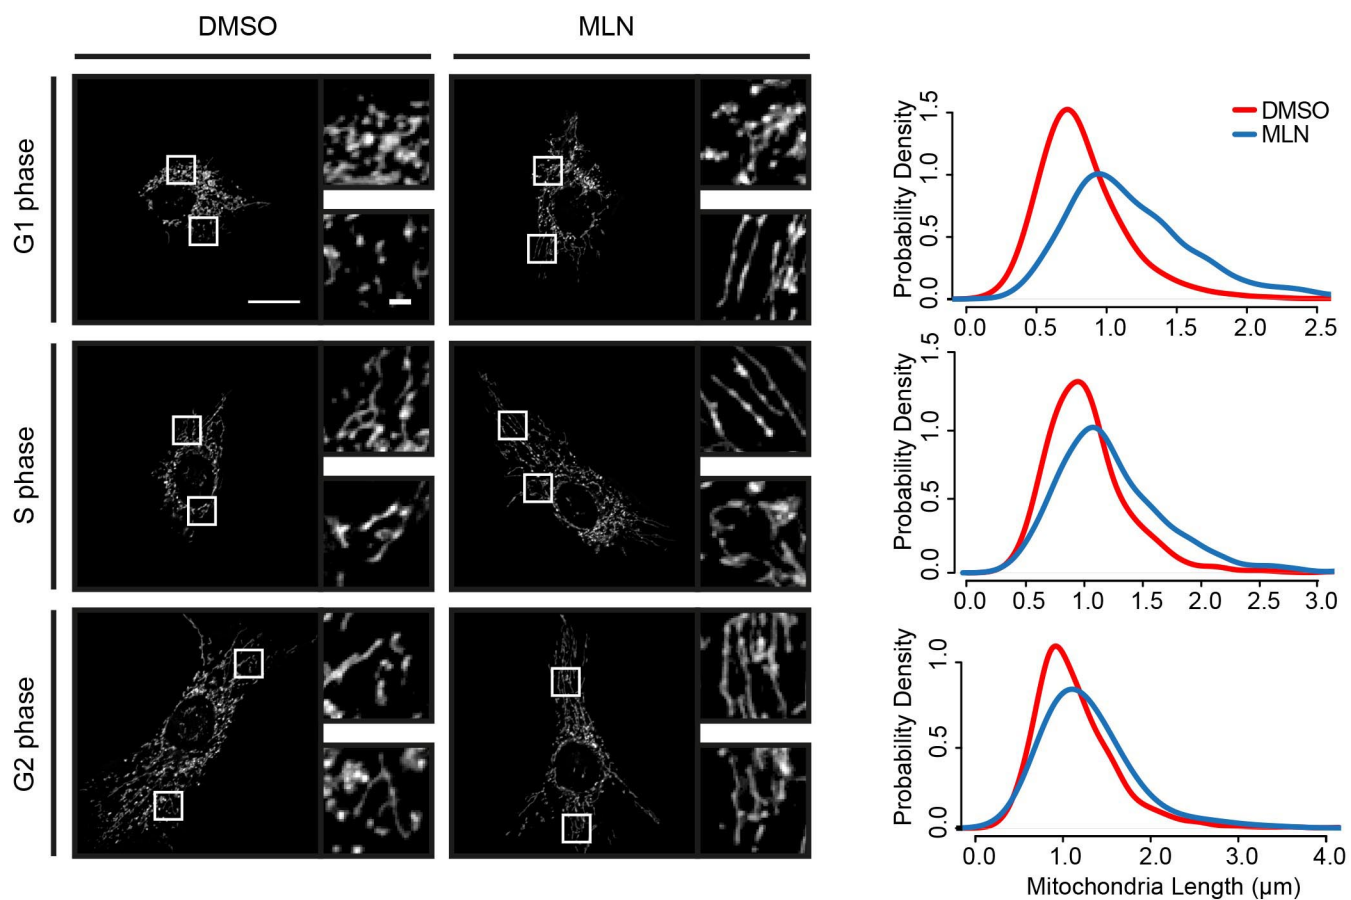 DMSO
MLN
G1 phase
S phase
G2 phase
Probability Density
0.0 0.5 1.0 1.5
DMSO
MLN
0.0 0.5 1.0 1.5 2.0 2.5
Probability Density
0.0 0.5 1.0 1.5
0.0 0.5 1.0 1.5 2.0 2.5 3.0
Probability Density
0.0 0.5 1.0
0.0 1.0 2.0 3.0 4.0
Mitochondria Length (µm)